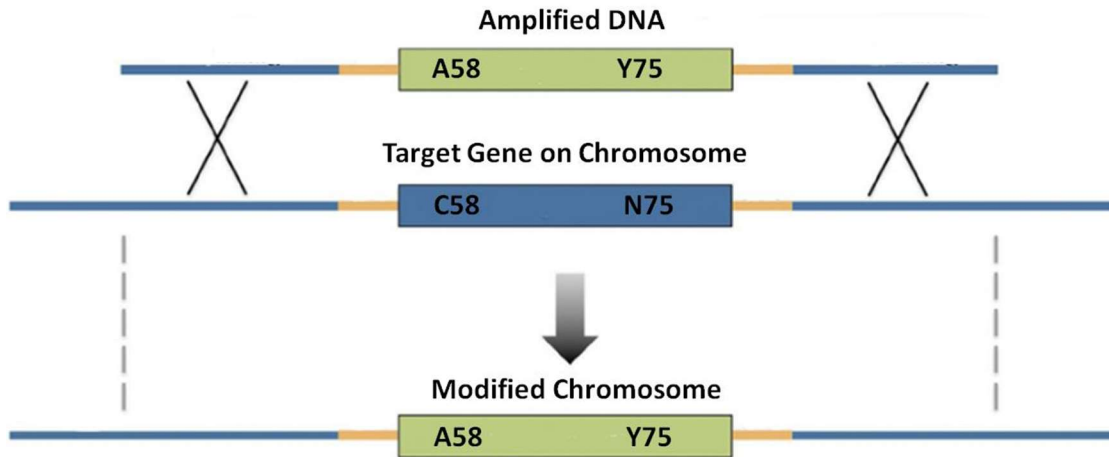 Amplified DNA
A58 Y75
Target Gene on Chromosome
C58 N75
Modified Chromosome
A58 Y75